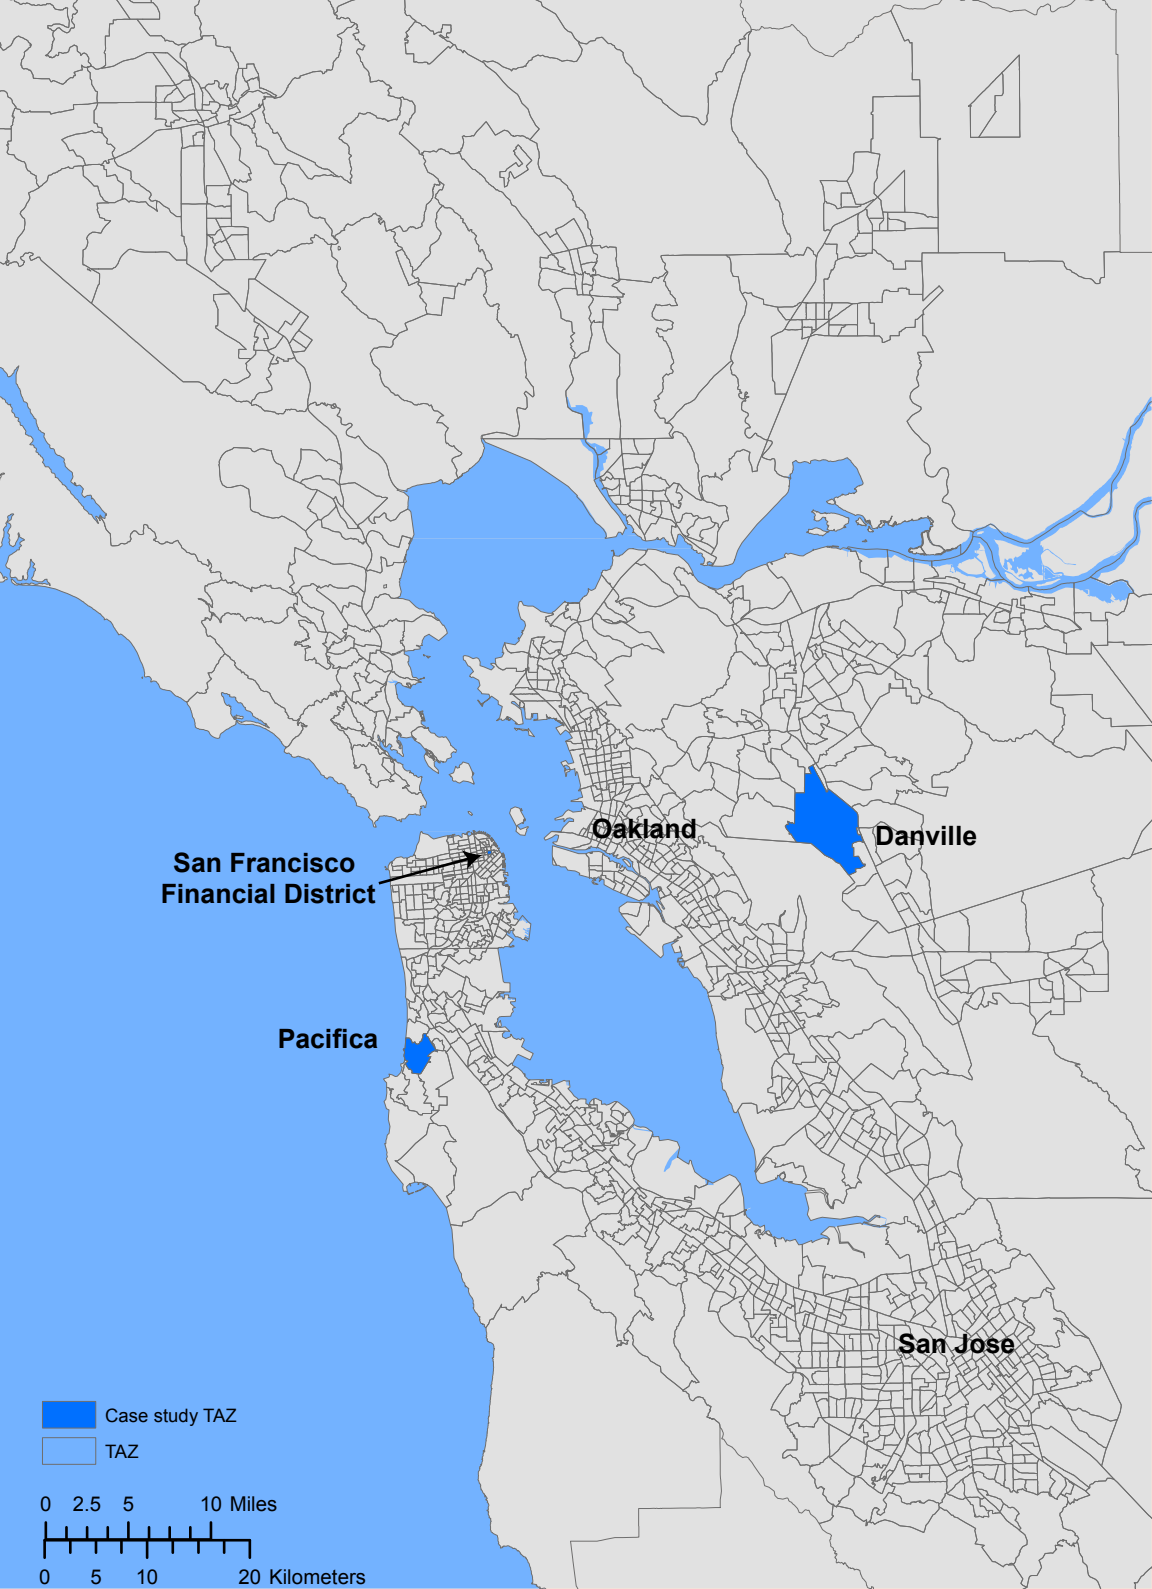 Oakland
Danville
San Francisco
Financial District
Pacifica
San Jose
Case study TAZ
TAZ
0 2.5 5 10 Miles
0 5 10 20 Kilometers